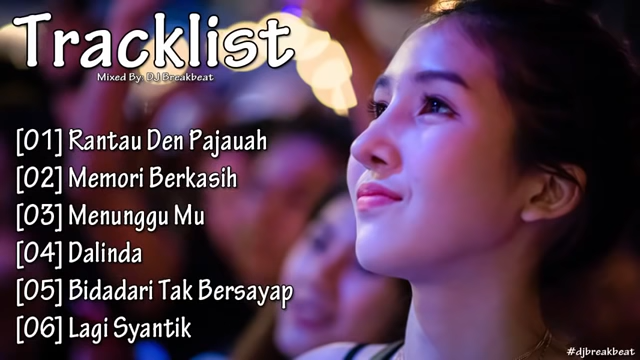 Tracklist
Mixed By. DJ Breakbeat
[01] Rantau Den Pajauah
[02] Memori Berkasih
[03] Menunggu Mu
[04] Dalinda
[05] Bidadari Tak Bersayap
[06] Lagi Syantik
#djbreakbeat